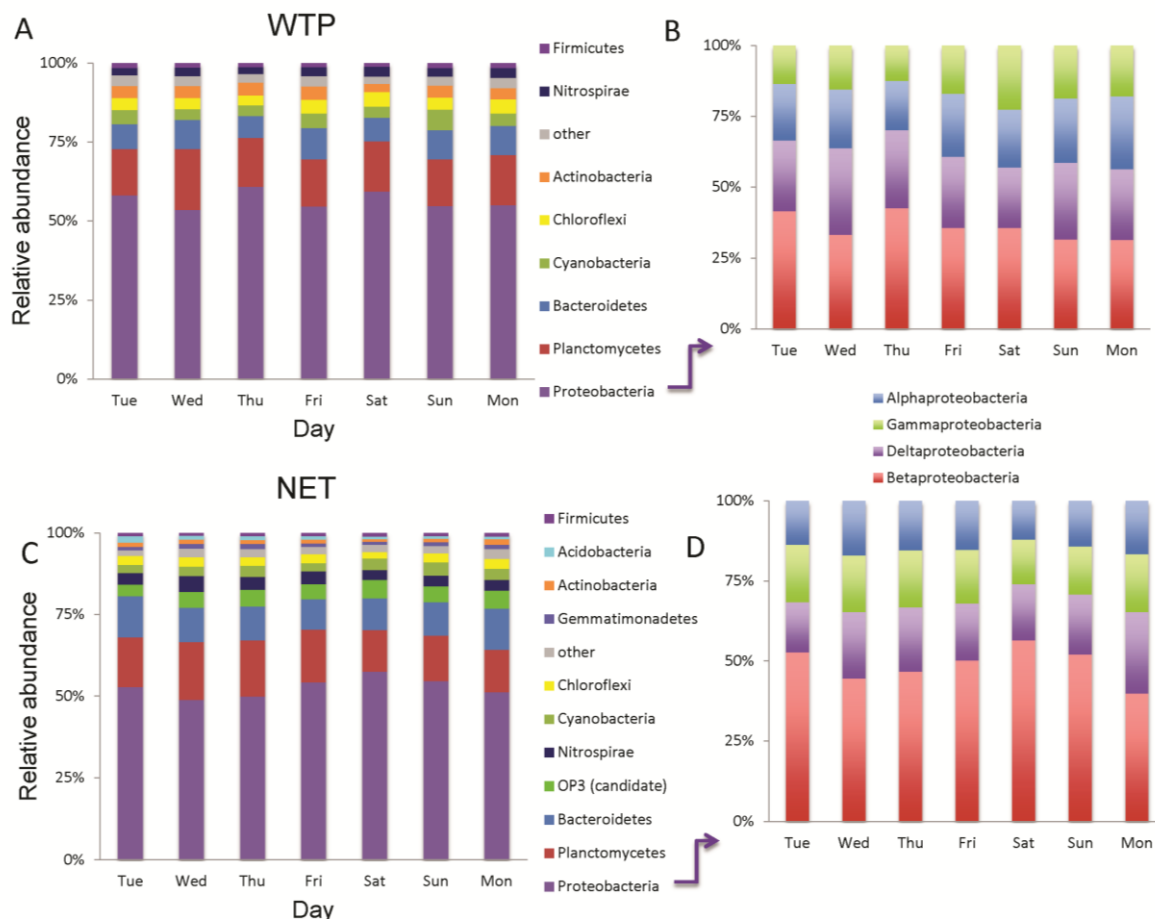 A
WTP
Relative abundance
100%
75%
50%
25%
0%
Tue Wed Thu Fri Sat Sun Mon
Day
Firmicutes
Nitrospirae
other
Actinobacteria
Chloroflexi
Cyanobacteria
Bacteroidetes
Planctomycetes
Proteobacteria
B
100%
75%
50%
25%
0%
Tue Wed Thu Fri Sat Sun Mon
Alphaproteobacteria
Gammaproteobacteria
Deltaproteobacteria
Betaproteobacteria
NET
C
Relative abundance
100%
75%
50%
25%
0%
Tue Wed Thu Fri Sat Sun Mon
Day
Firmicutes
Acidobacteria
Actinobacteria
Gemmatimonadetes
other
Chloroflexi
Cyanobacteria
Nitrospirae
OP3 (candidate)
Bacteroidetes
Planctomycetes
Proteobacteria
D
100%
75%
50%
25%
0%
Tue Wed Thu Fri Sat Sun Mon